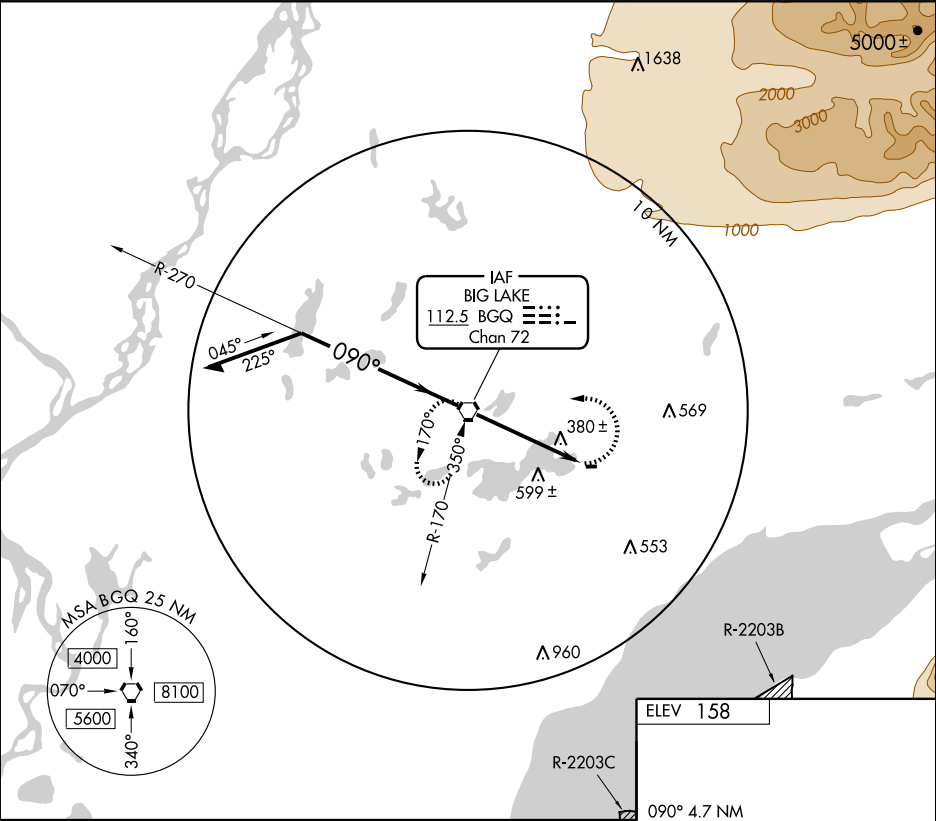 5000±
1638
2000
3000
1000
10 NM
R-270
IAF
BIG LAKE
112.5 BGQ
Chan 72
045°
225°
090°
170°
350°
R-170
569
380 ±
599 ±
553
960
MSA BGQ 25 NM
160°
4000
070°
8100
5600
340°
R-2203B
ELEV 158
R-2203C
090° 4.7 NM